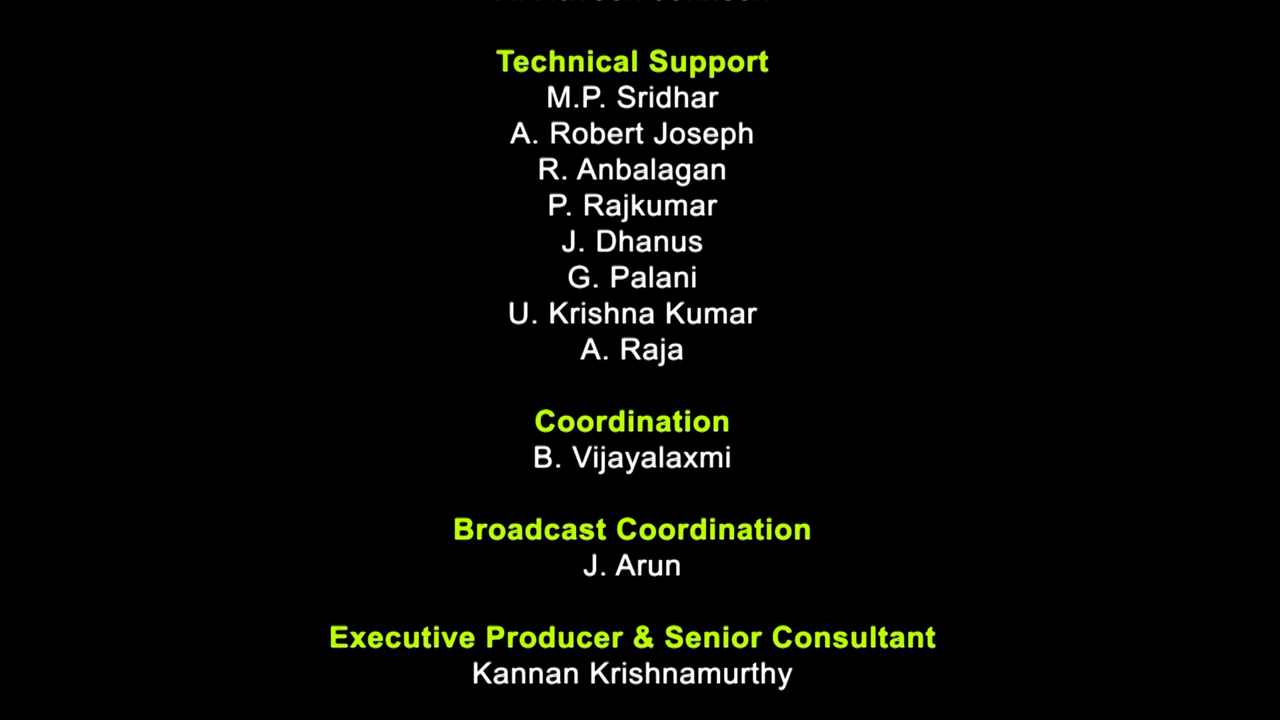 Technical Support
M.P. Sridhar
A. Robert Joseph
R. Anbalagan
P. Rajkumar
J. Dhanus
G. Palani
U. Krishna Kumar
A. Raja
Coordination
B. Vijayalaxmi
Broadcast Coordination
J. Arun
Executive Producer & Senior Consultant
Kannan Krishnamurthy